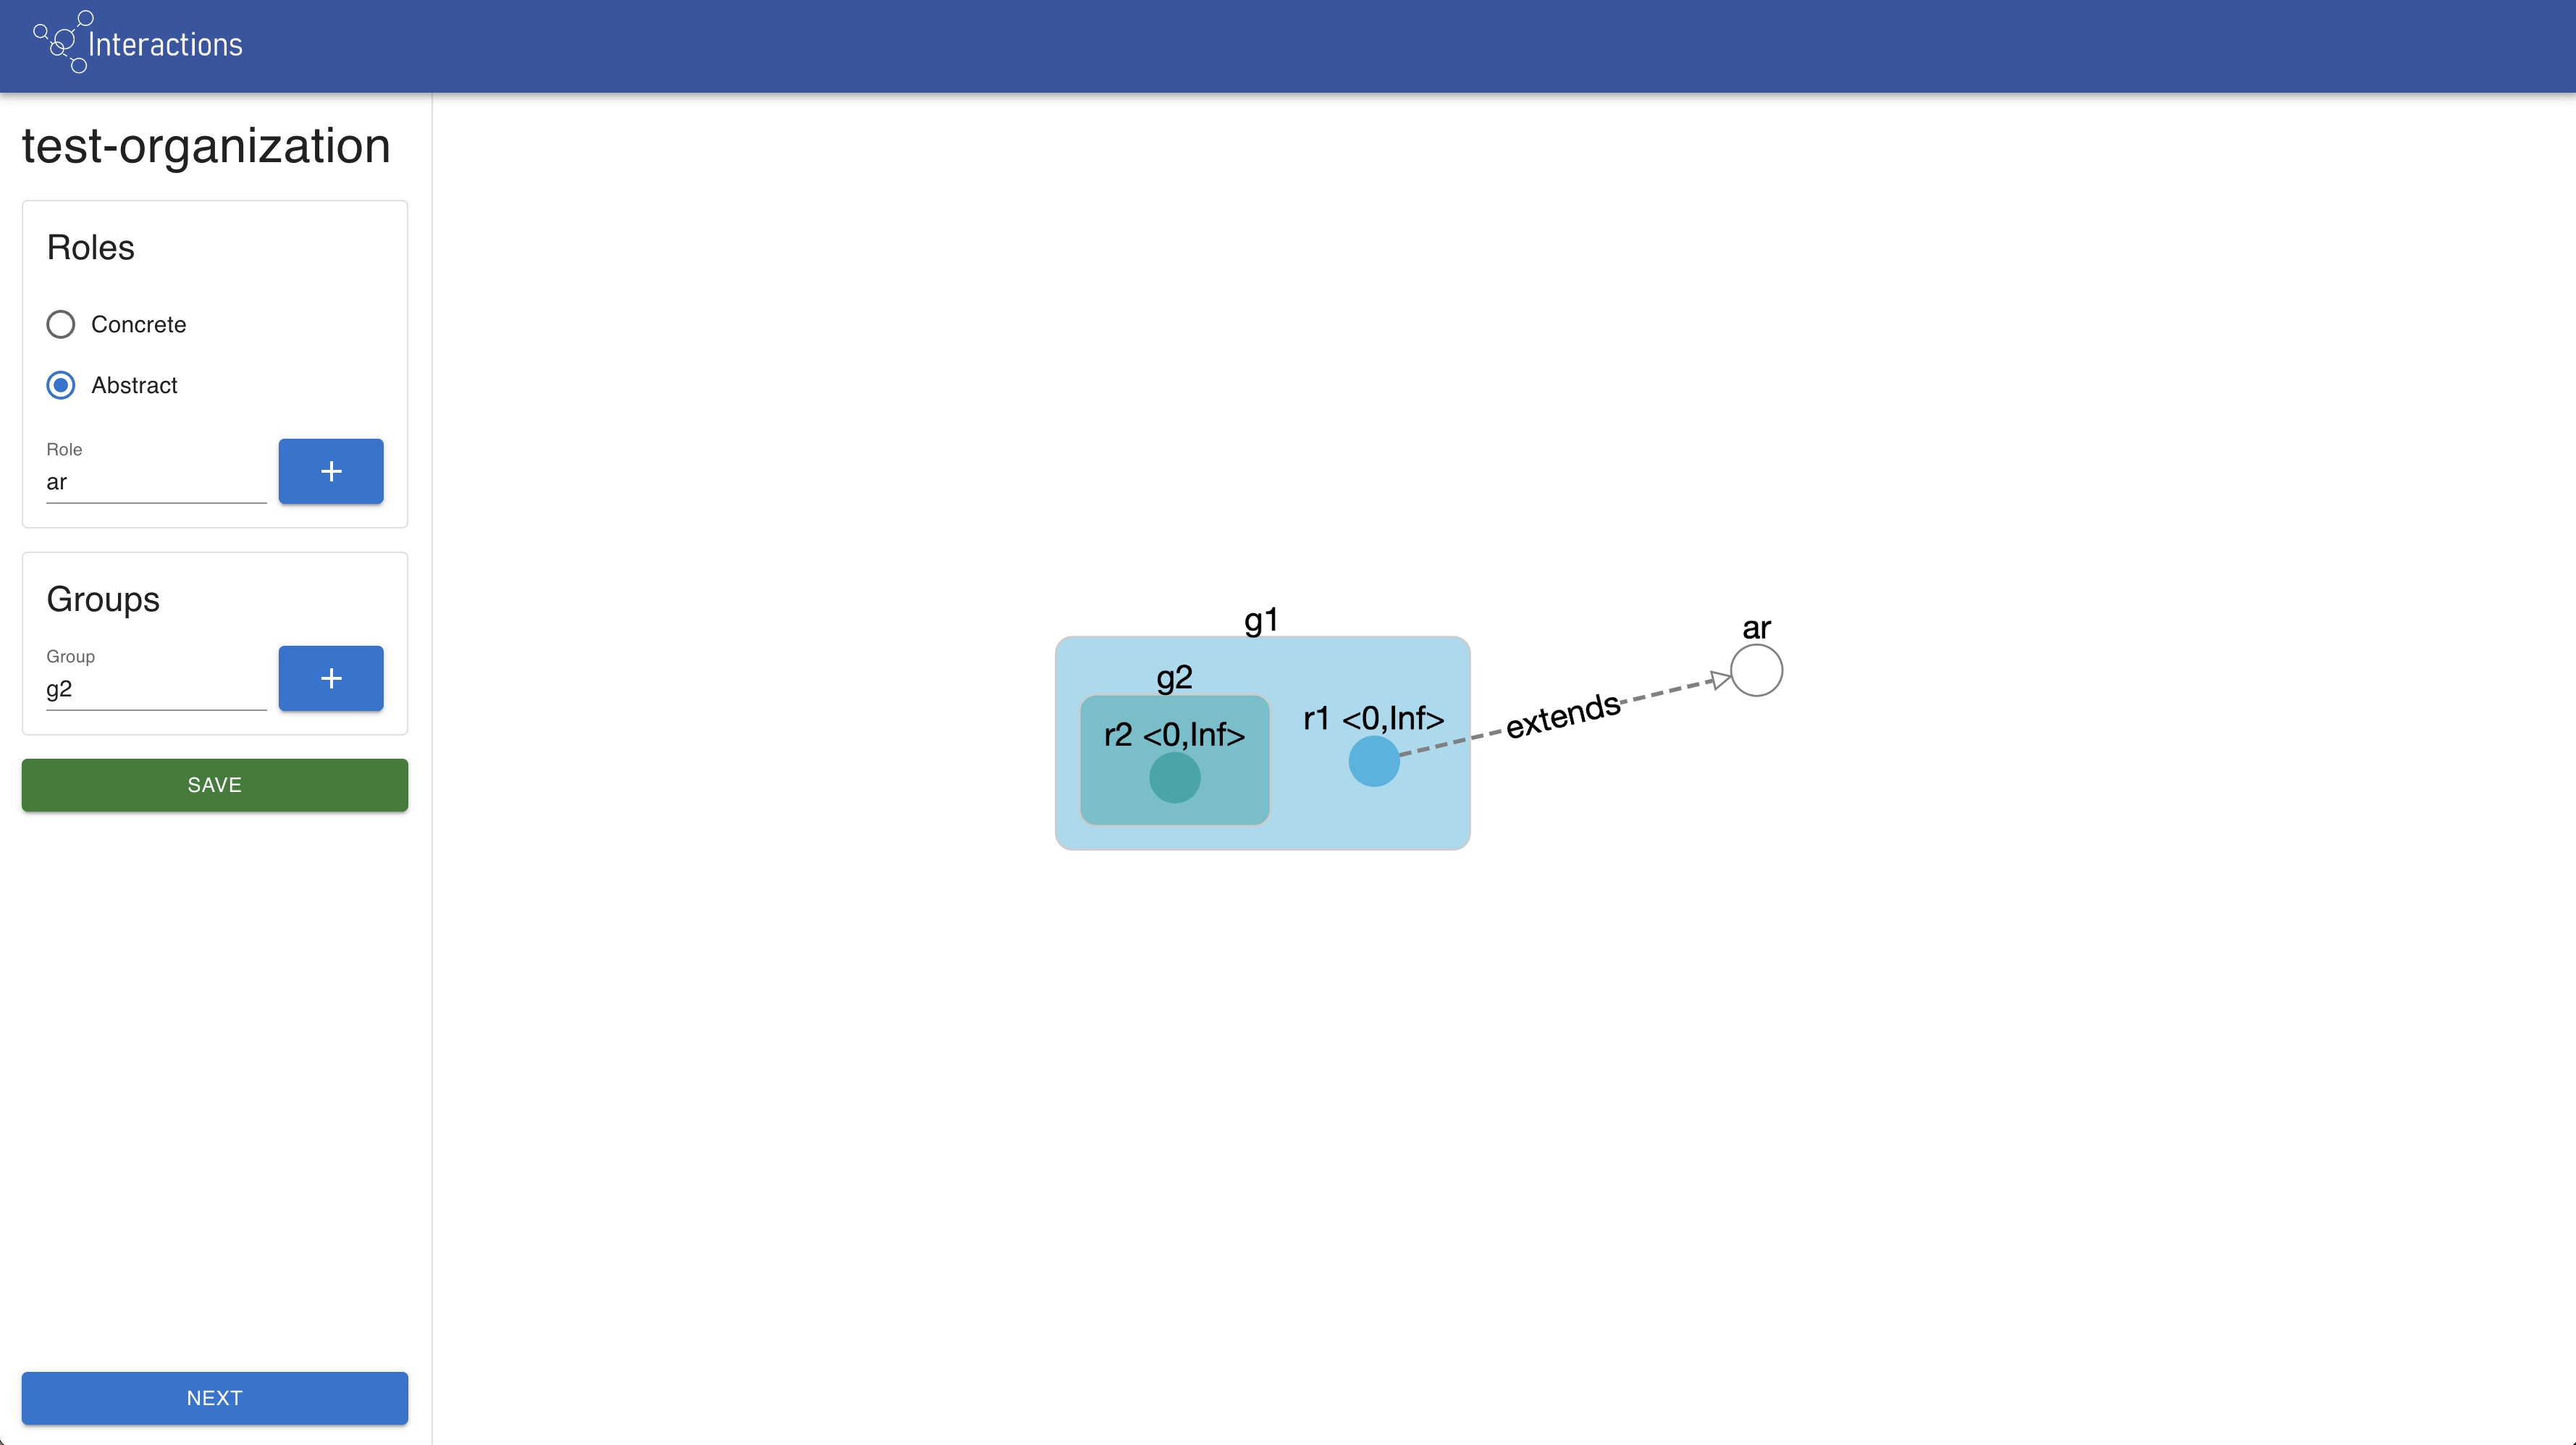 Interactions
test-organization
Roles
Concrete
Abstract
Role
ar
+
Groups
Group
g2
+
SAVE
NEXT
g1
g2
r2 <0,Inf>
r1 <0,Inf>
extends
ar